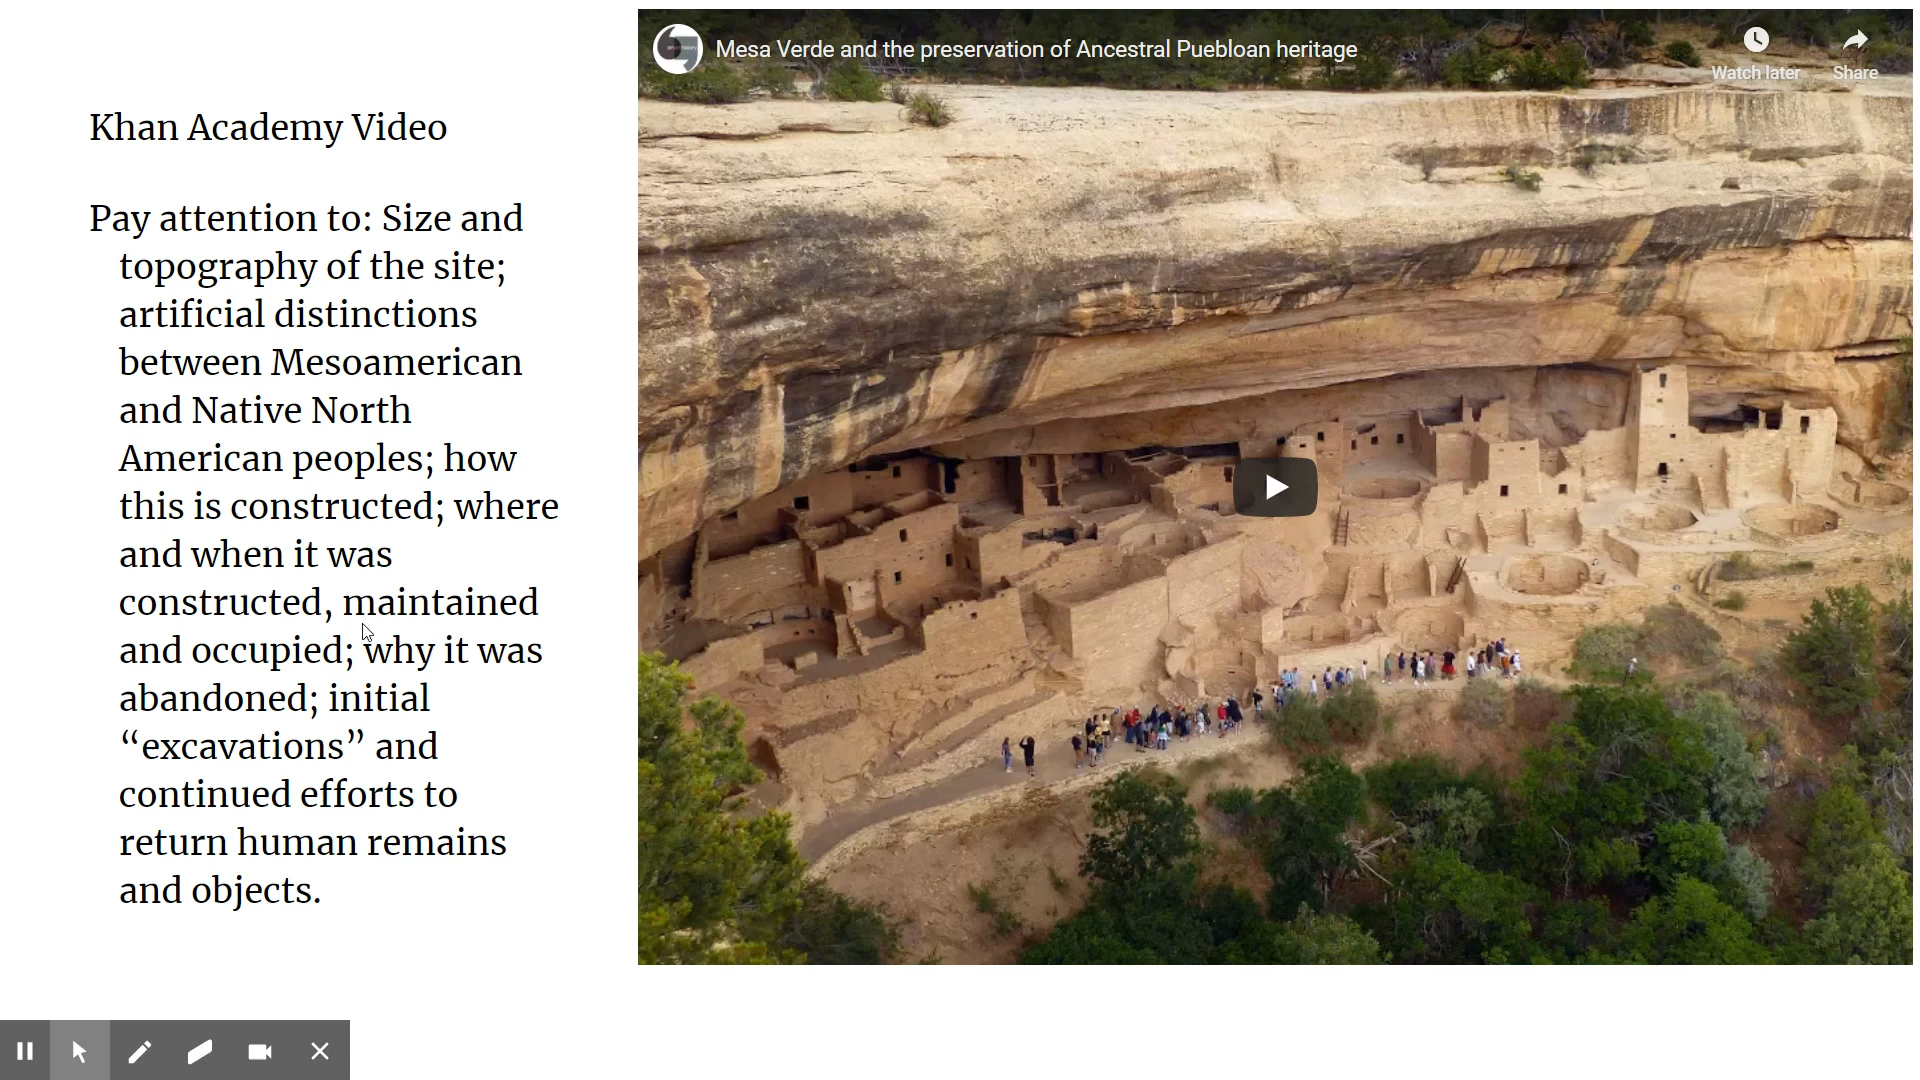 Khan Academy Video
Pay attention to: Size and
topography of the site;
artificial distinctions
between Mesoamerican
and Native North
American peoples; how
this is constructed; where
and when it was
constructed, maintained
and occupied; why it was
abandoned; initial
“excavations” and
continued efforts to
return human remains
and objects.
Mesa Verde and the preservation of Ancestral Puebloan heritage
Watch later
Share